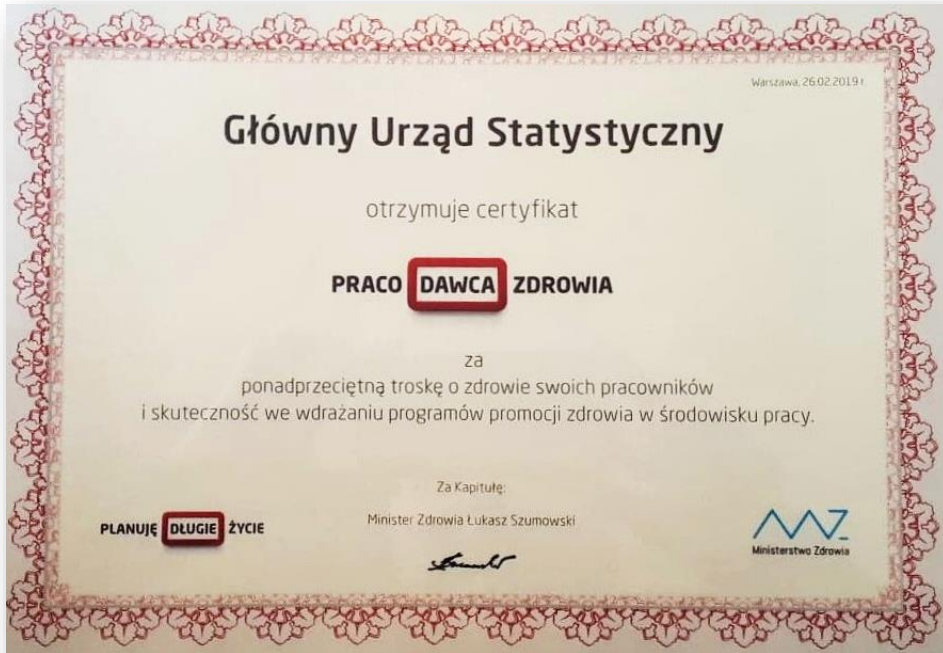 Warszawa, 26.02.2019 r.
Główny Urząd Statystyczny
otrzymuje certyfikat
PRACO DAWCA ZDROWIA
za
ponadprzeciętną troskę o zdrowie swoich pracowników
i skuteczność we wdrażaniu programów promocji zdrowia w środowisku pracy.
Za Kapitułę:
Minister Zdrowia Łukasz Szumowski
PLANUJĘ DŁUGIE ŻYCIE
MZ
Ministerstwo Zdrowia